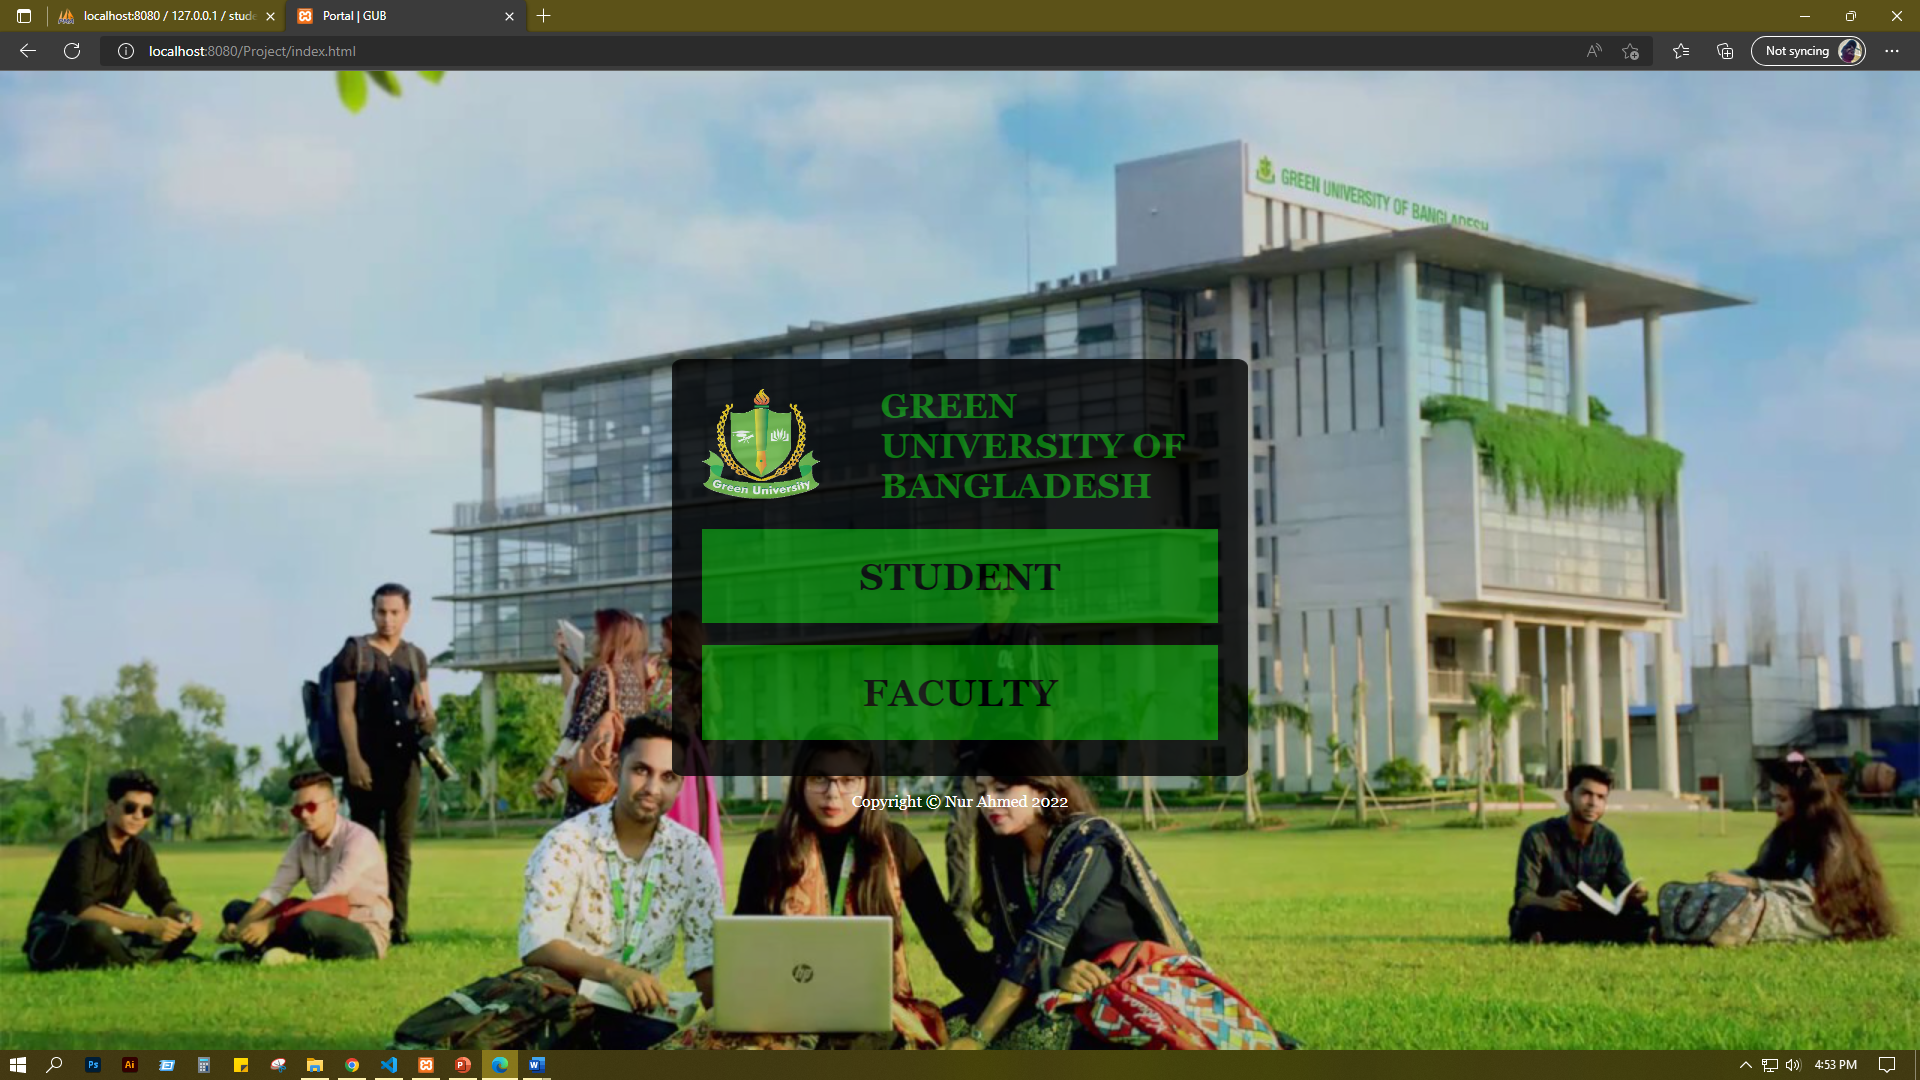 localhost:8080 / 127.0.0.1 / stude
Portal | GUB
localhost:8080/Project/index.html
Not syncing
GREEN UNIVERSITY OF BANGLADESH
Green University
GREEN
UNIVERSITY OF
BANGLADESH
STUDENT
FACULTY
Copyright © Nur Ahmed 2022
hp
Ps
Ai
4:53 PM